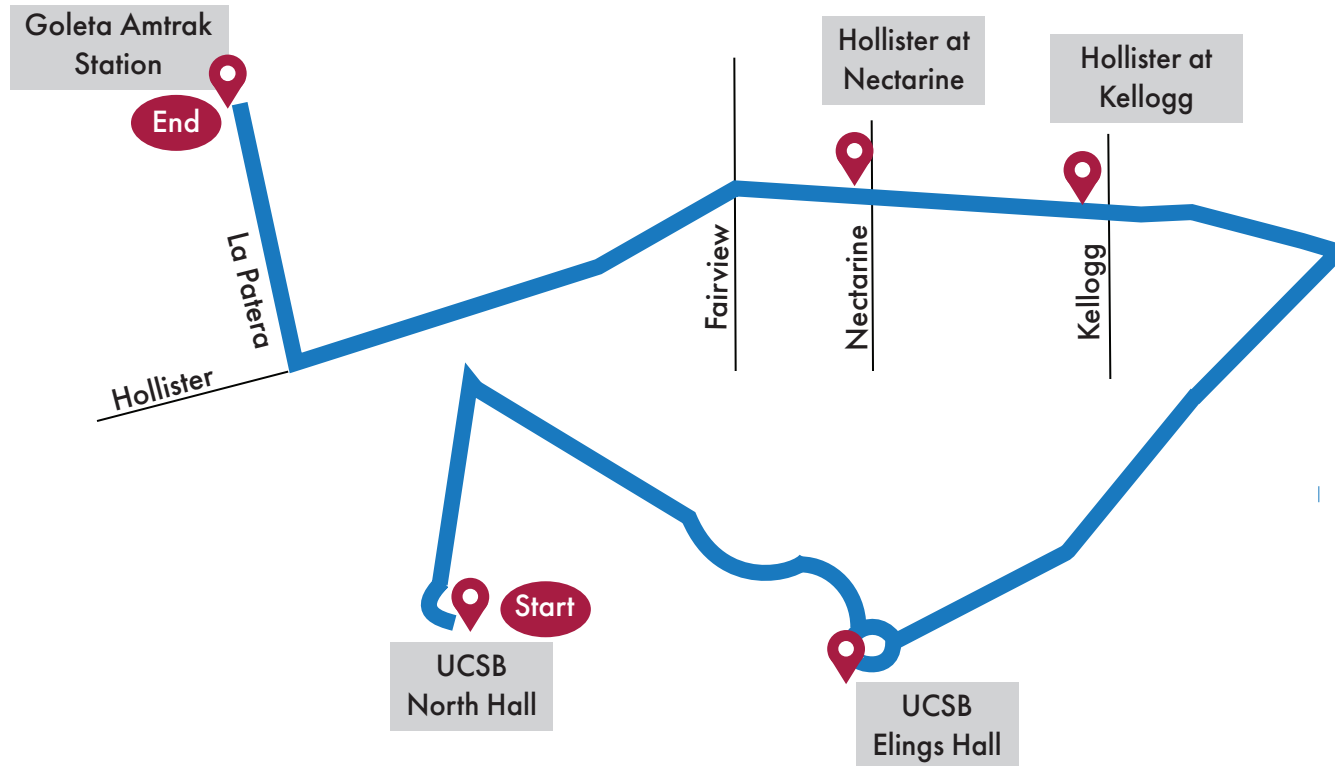 Goleta Amtrak
Station
End
Hollister at
Nectarine
Hollister at
Kellogg
La Patera
Hollister
Fairview
Nectarine
Kellogg
Start
UCSB
North Hall
UCSB
Elings Hall